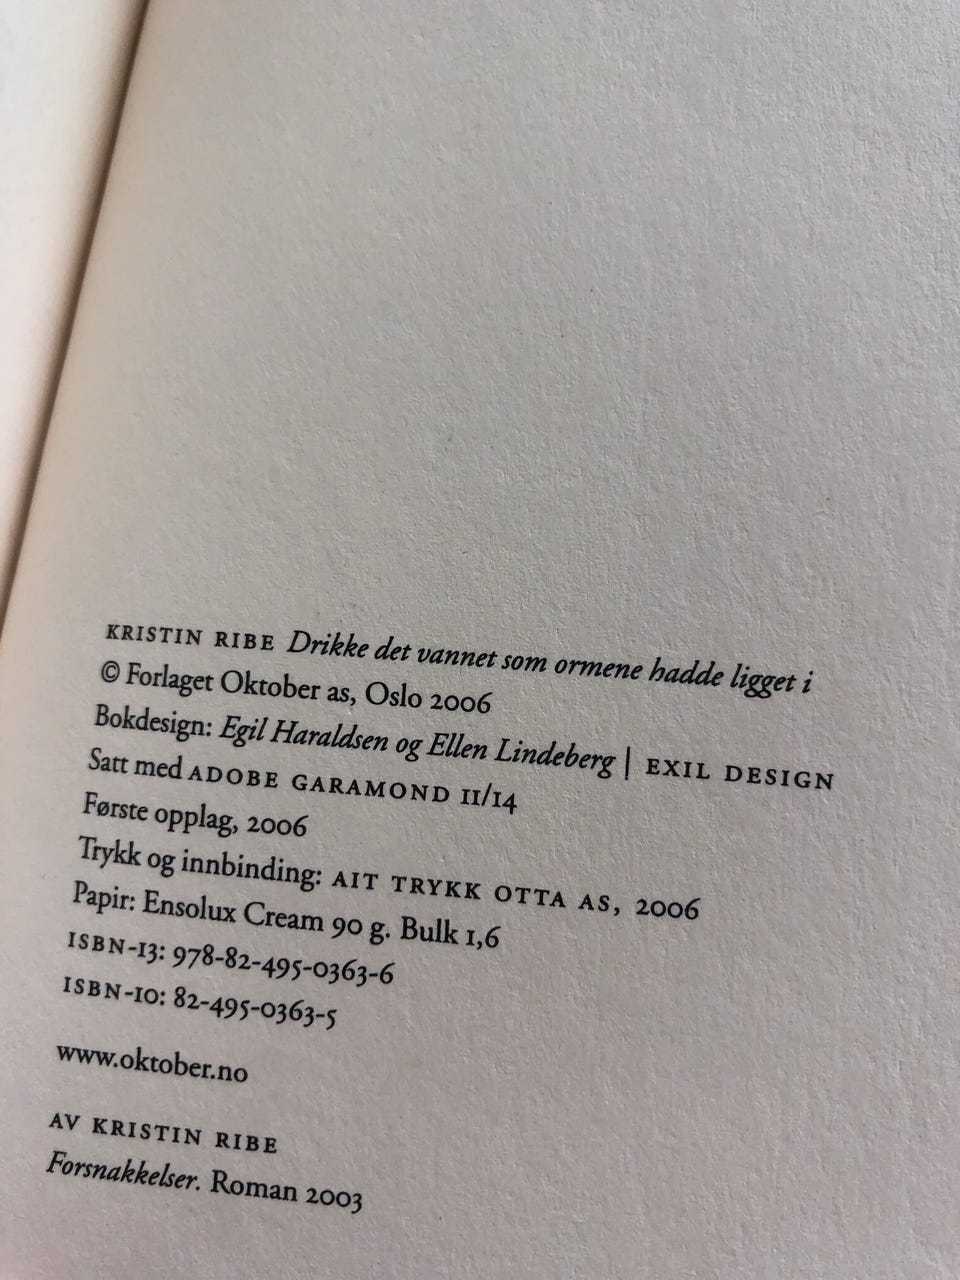 KRISTIN RIBE Drikke det vannet som ormene hadde ligget i
© Forlaget Oktober as, Oslo 2006
Bokdesign: Egil Haraldsen og Ellen Lindeberg | EXIL DESIGN
Satt med ADOBE GARAMOND 11/14
Første opplag, 2006
Trykk og innbinding: AIT TRYKK OTTA AS, 2006
Papir: Ensolux Cream 90 g. Bulk 1,6
ISBN-13: 978-82-495-0363-6
ISBN-10: 82-495-0363-5
www.oktober.no
AV KRISTIN RIBE
Forsnakkelser. Roman 2003